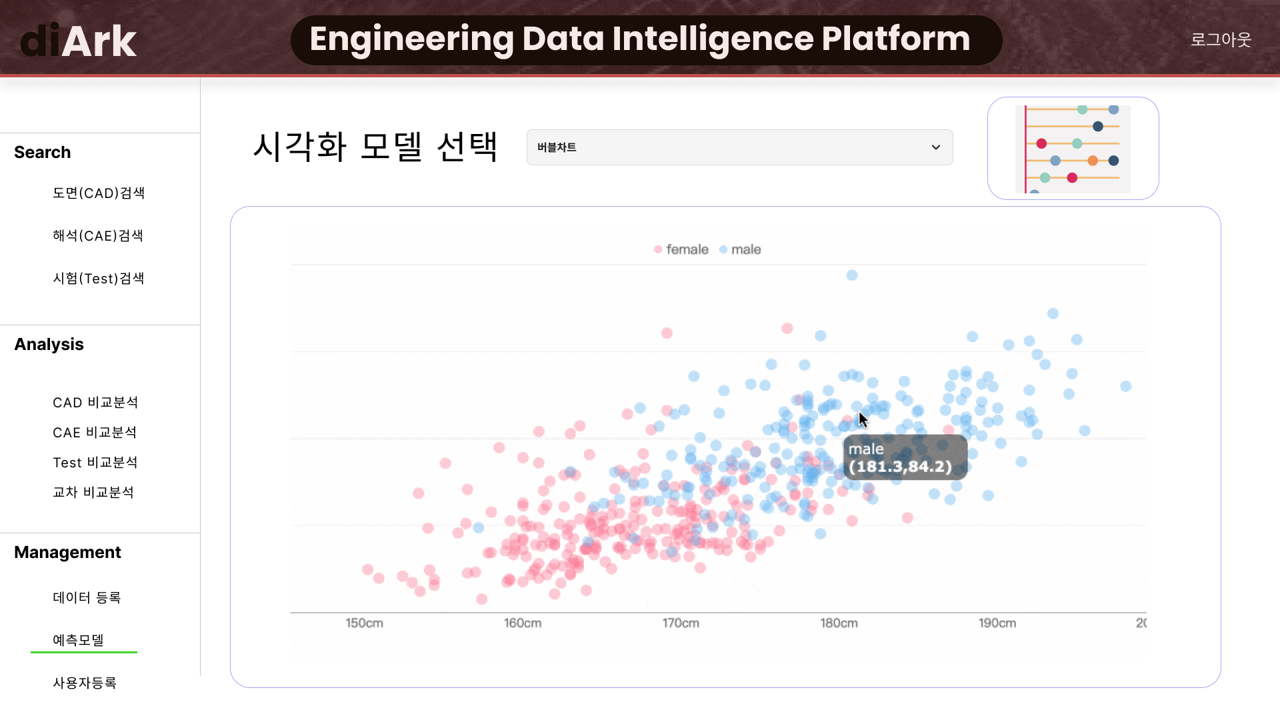 diArk
Engineering Data Intelligence Platform
로그아웃
Search
도면(CAD)검색
해석(CAE)검색
시험(Test)검색
Analysis
CAD 비교분석
CAE 비교분석
Test 비교분석
교차 비교분석
Management
데이터 등록
예측모델
사용자등록
시각화 모델 선택
버블차트
female male
male
(181.3,84.2)
150cm 160cm 170cm 180cm 190cm